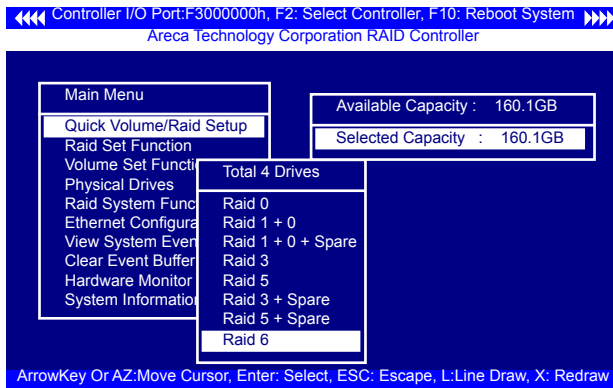 Controller I/O Port:F3000000h, F2: Select Controller, F10: Reboot System
Areca Technology Corporation RAID Controller
Main Menu
Quick Volume/Raid Setup
Raid Set Function
Volume Set Functi
Physical Drives
Raid System Func
Ethernet Configura
View System Even
Clear Event Buffer
Hardware Monitor
System Informatio
Total 4 Drives
Raid 0
Raid 1 + 0
Raid 1 + 0 + Spare
Raid 3
Raid 5
Raid 3 + Spare
Raid 5 + Spare
Raid 6
Available Capacity : 160.1GB
Selected Capacity : 160.1GB
ArrowKey Or AZ:Move Cursor, Enter: Select, ESC: Escape, L:Line Draw, X: Redraw